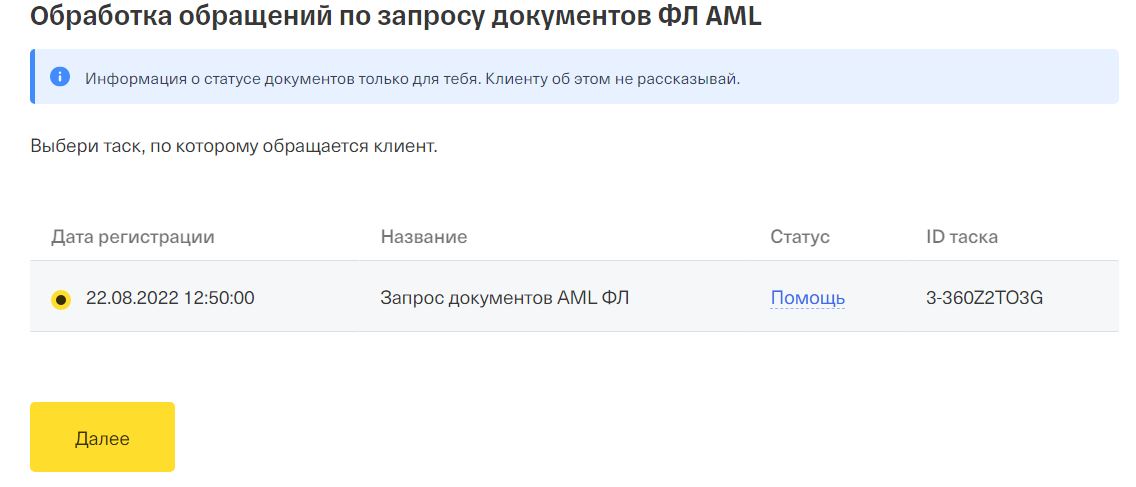 Обработка обращений по запросу документов ФЛ AML
Информация о статусе документов только для тебя. Клиенту об этом не рассказывай.
Выбери таск, по которому обращается клиент.
Дата регистрации Название Статус ID таска
22.08.2022 12:50:00 Запрос документов AML ФЛ Помощь 3-360Z2TO3G
Далее